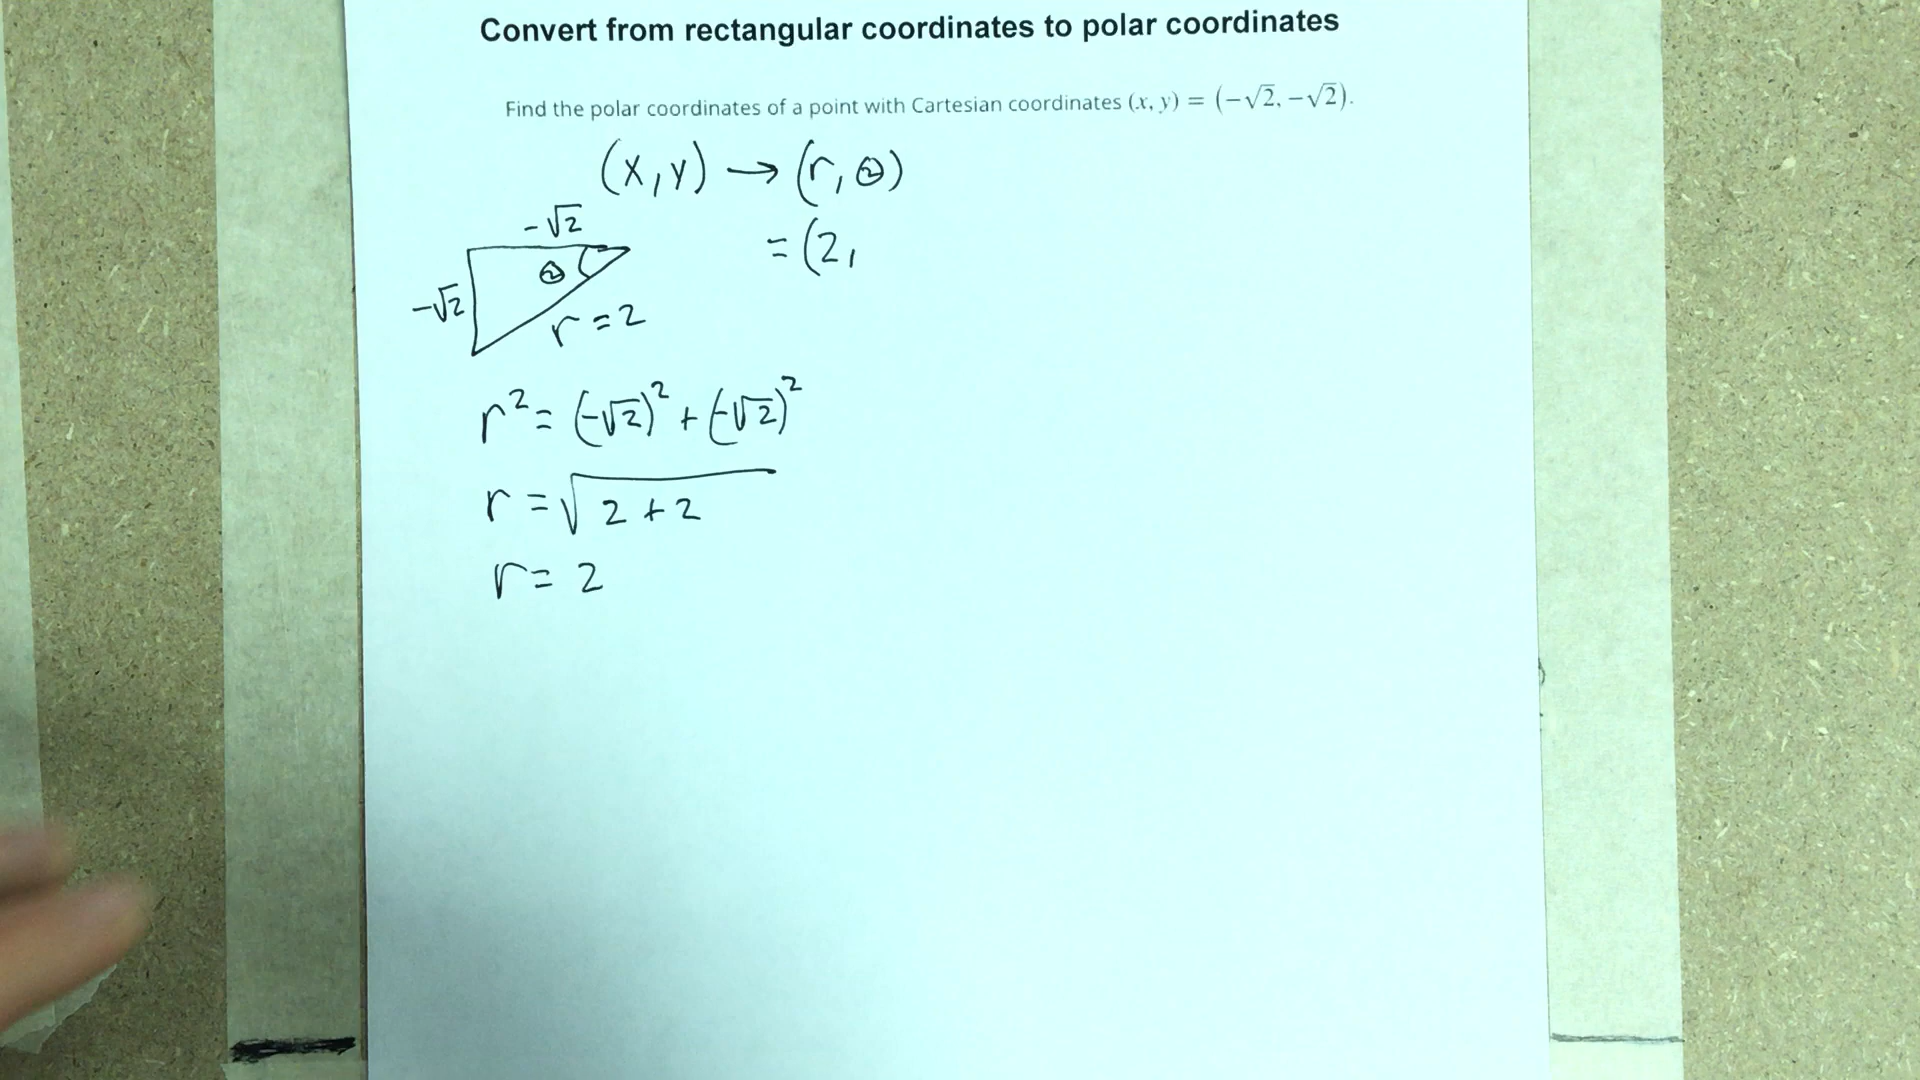 Convert from rectangular coordinates to polar coordinates
Find the polar coordinates of a point with Cartesian coordinates (x, y) = (−√2, −√2).
(x,y) → (r, θ)
= (2,
-√2
θ
-√2
r = 2
r² = (-√2)² + (-√2)²
r = √2 + 2
r = 2